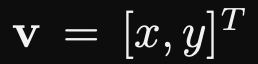 v = [x, y]^T